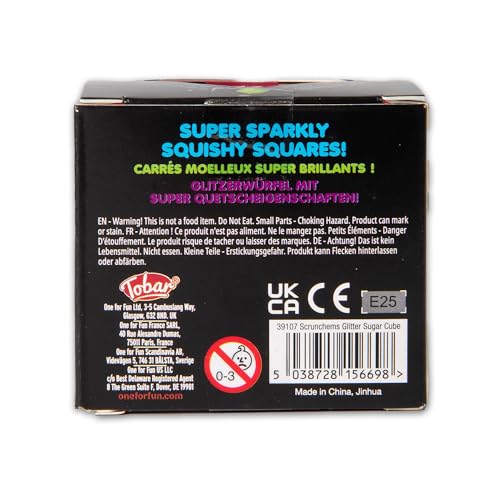 SUPER SPARKLY
SQUISHY SQUARES!
CARRÉS MOELLEUX SUPER BRILLANTS !
GLITZERWÜRFEL MIT
SUPER QUETSCHEIGENSCHAFTEN!
EN - Warning! This is not a food item. Do Not Eat. Small Parts - Choking Hazard. Product can mark
or stain. FR - Attention ! Ce produit n'est pas aliment. Ne le mangez pas. Petits Éléments - Danger
D'étouffement. Le produit risque de tacher ou laisser des marques. DE - Achtung! Das ist kein
Lebensmittel. Nicht essen. Kleine Teile - Erstickungsgefahr. Produkt kann Flecken hinterlassen
oder abfärben.
Tobar
One for Fun Ltd, 3-5 Cambuslang Way,
Glasgow, G32 8ND. UK
One for Fun France SARL,
40 Rue Alexandre Dumas,
75011 Paris, France
One for Fun Scandinavia AB,
Videvägen 5, 746 31 BÅLSTA, Sverige
One for Fun US LLC
c/o Best Delaware Registered Agent
8 The Green Suite F, Dover, DE 19901
oneforfun.com
UK
CA
CE
E25
0-3
39107 Scrunchems Glitter Sugar Cube
5 038728 156698 >
Made in China, Jinhua